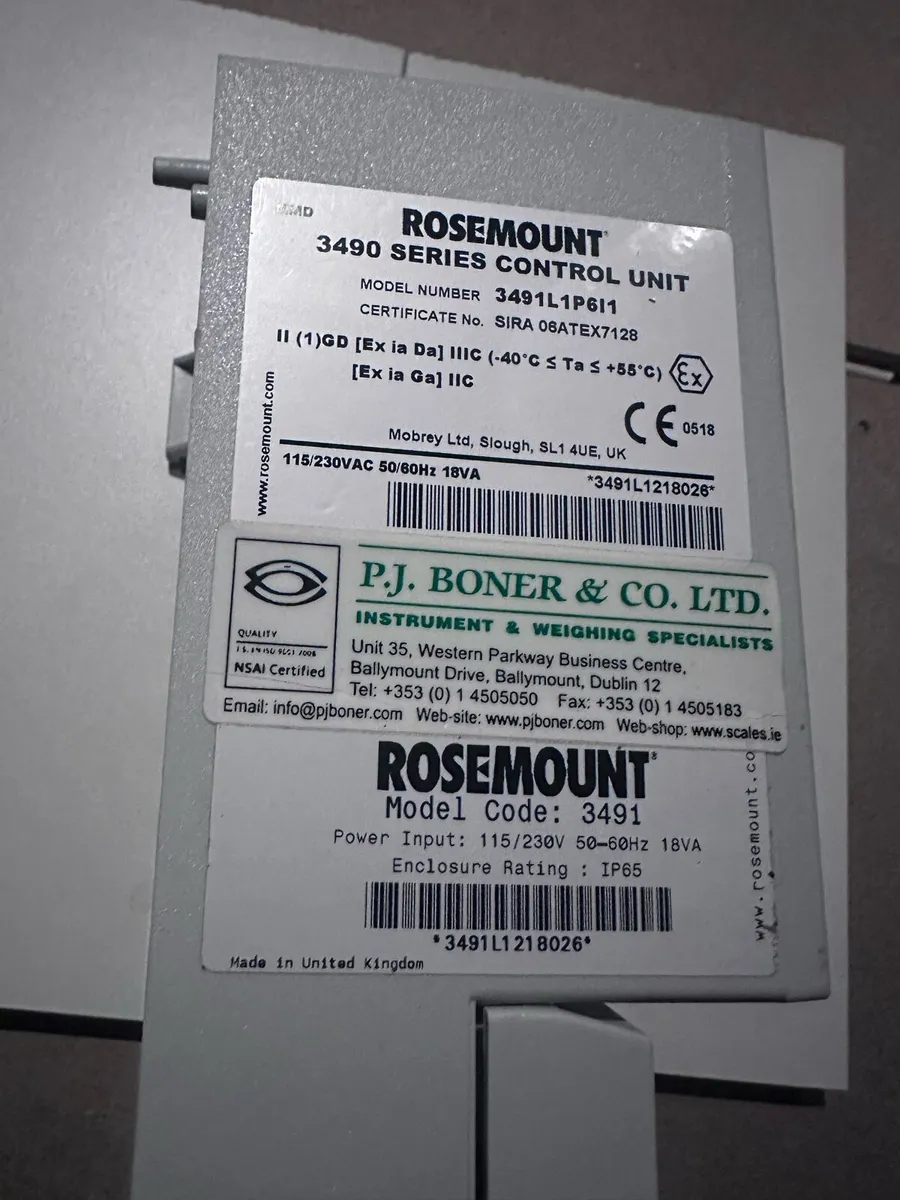 ROSEMOUNT
3490 SERIES CONTROL UNIT
MODEL NUMBER 3491L1P6I1
CERTIFICATE No. SIRA 06ATEX7128
II (1)GD [Ex ia Da] IIIC (-40°C ≤ Ta ≤ +55°C)
[Ex ia Ga] IIC
Ex
CE 0518
www.rosemount.com
Mobrey Ltd, Slough, SL1 4UE, UK
115/230VAC 50/60Hz 18VA
*3491L1218026*
P.J. BONER & CO. LTD.
INSTRUMENT & WEIGHING SPECIALISTS
QUALITY
NSAI Certified
Unit 35, Western Parkway Business Centre,
Ballymount Drive, Ballymount, Dublin 12
Tel: +353 (0) 1 4505050 Fax: +353 (0) 1 4505183
Email: info@pjboner.com Web-site: www.pjboner.com Web-shop: www.scales.ie
ROSEMOUNT®
Model Code: 3491
Power Input: 115/230V 50-60Hz 18VA
Enclosure Rating : IP65
*3491L1218026*
Made in United Kingdom
www.rosemount.co